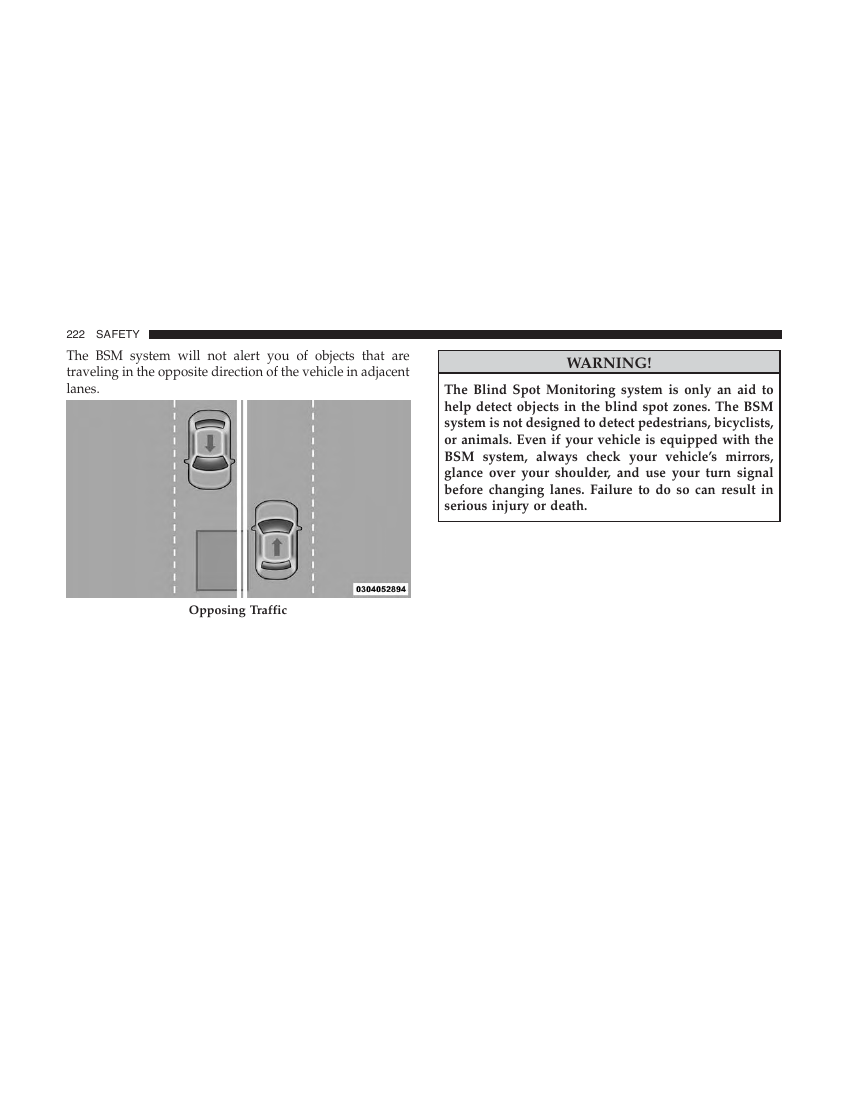 222 SAFETY
The BSM system will not alert you of objects that are
traveling in the opposite direction of the vehicle in adjacent
lanes.
0304052894
Opposing Traffic
WARNING!
The Blind Spot Monitoring system is only an aid to
help detect objects in the blind spot zones. The BSM
system is not designed to detect pedestrians, bicyclists,
or animals. Even if your vehicle is equipped with the
BSM system, always check your vehicle’s mirrors,
glance over your shoulder, and use your turn signal
before changing lanes. Failure to do so can result in
serious injury or death.